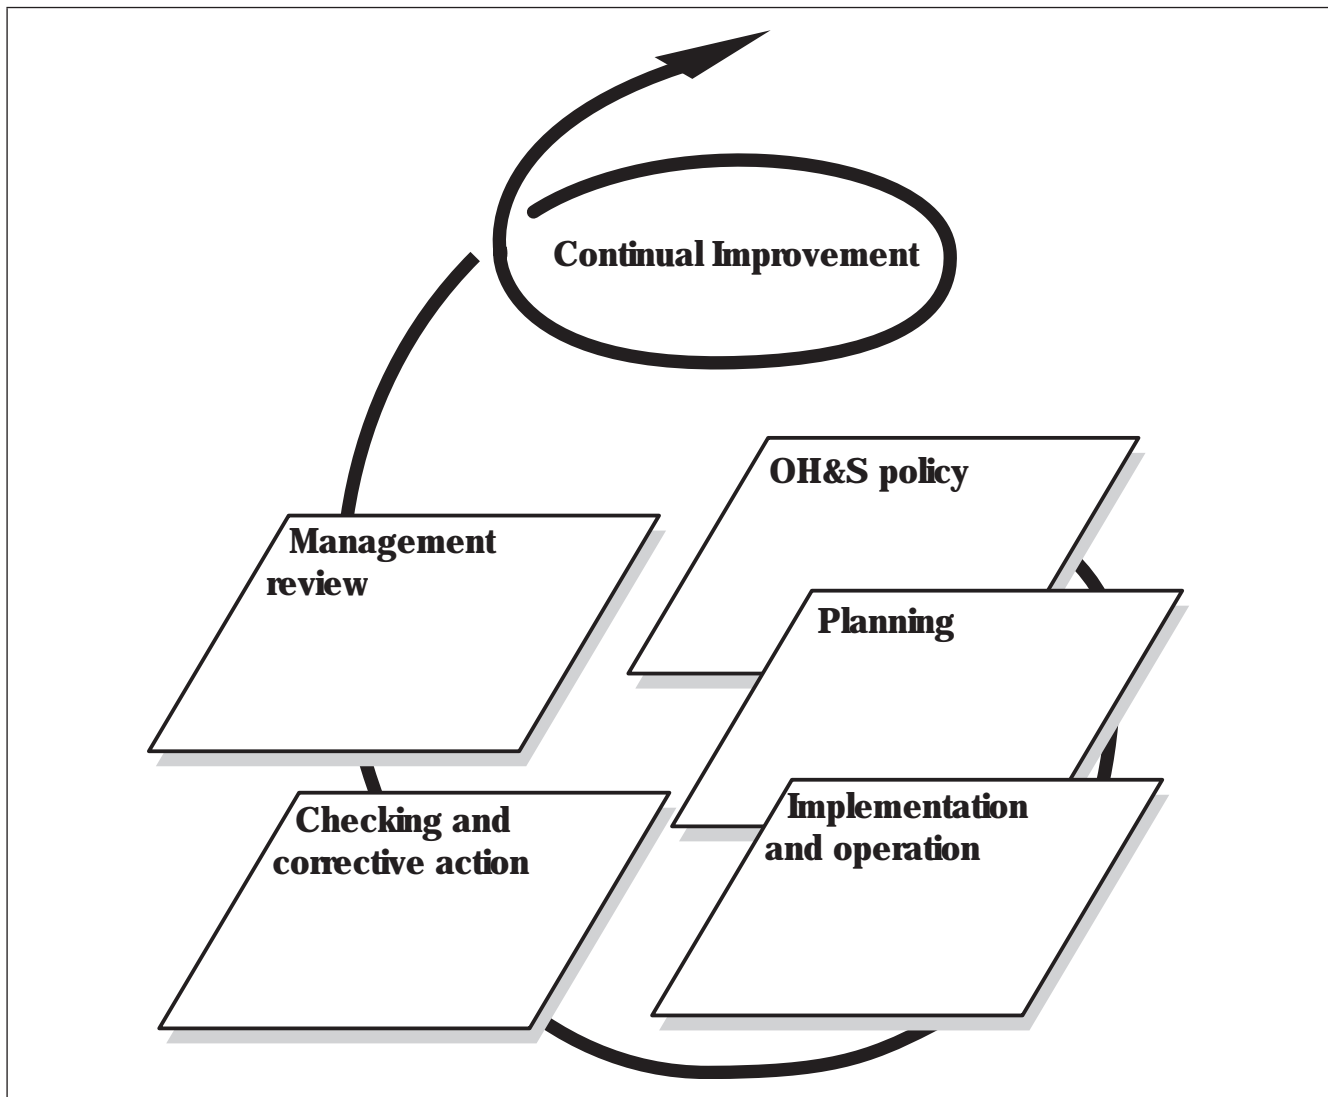 Continual Improvement
OH&S policy
Management
review
Planning
Checking and
corrective action
Implementation
and operation